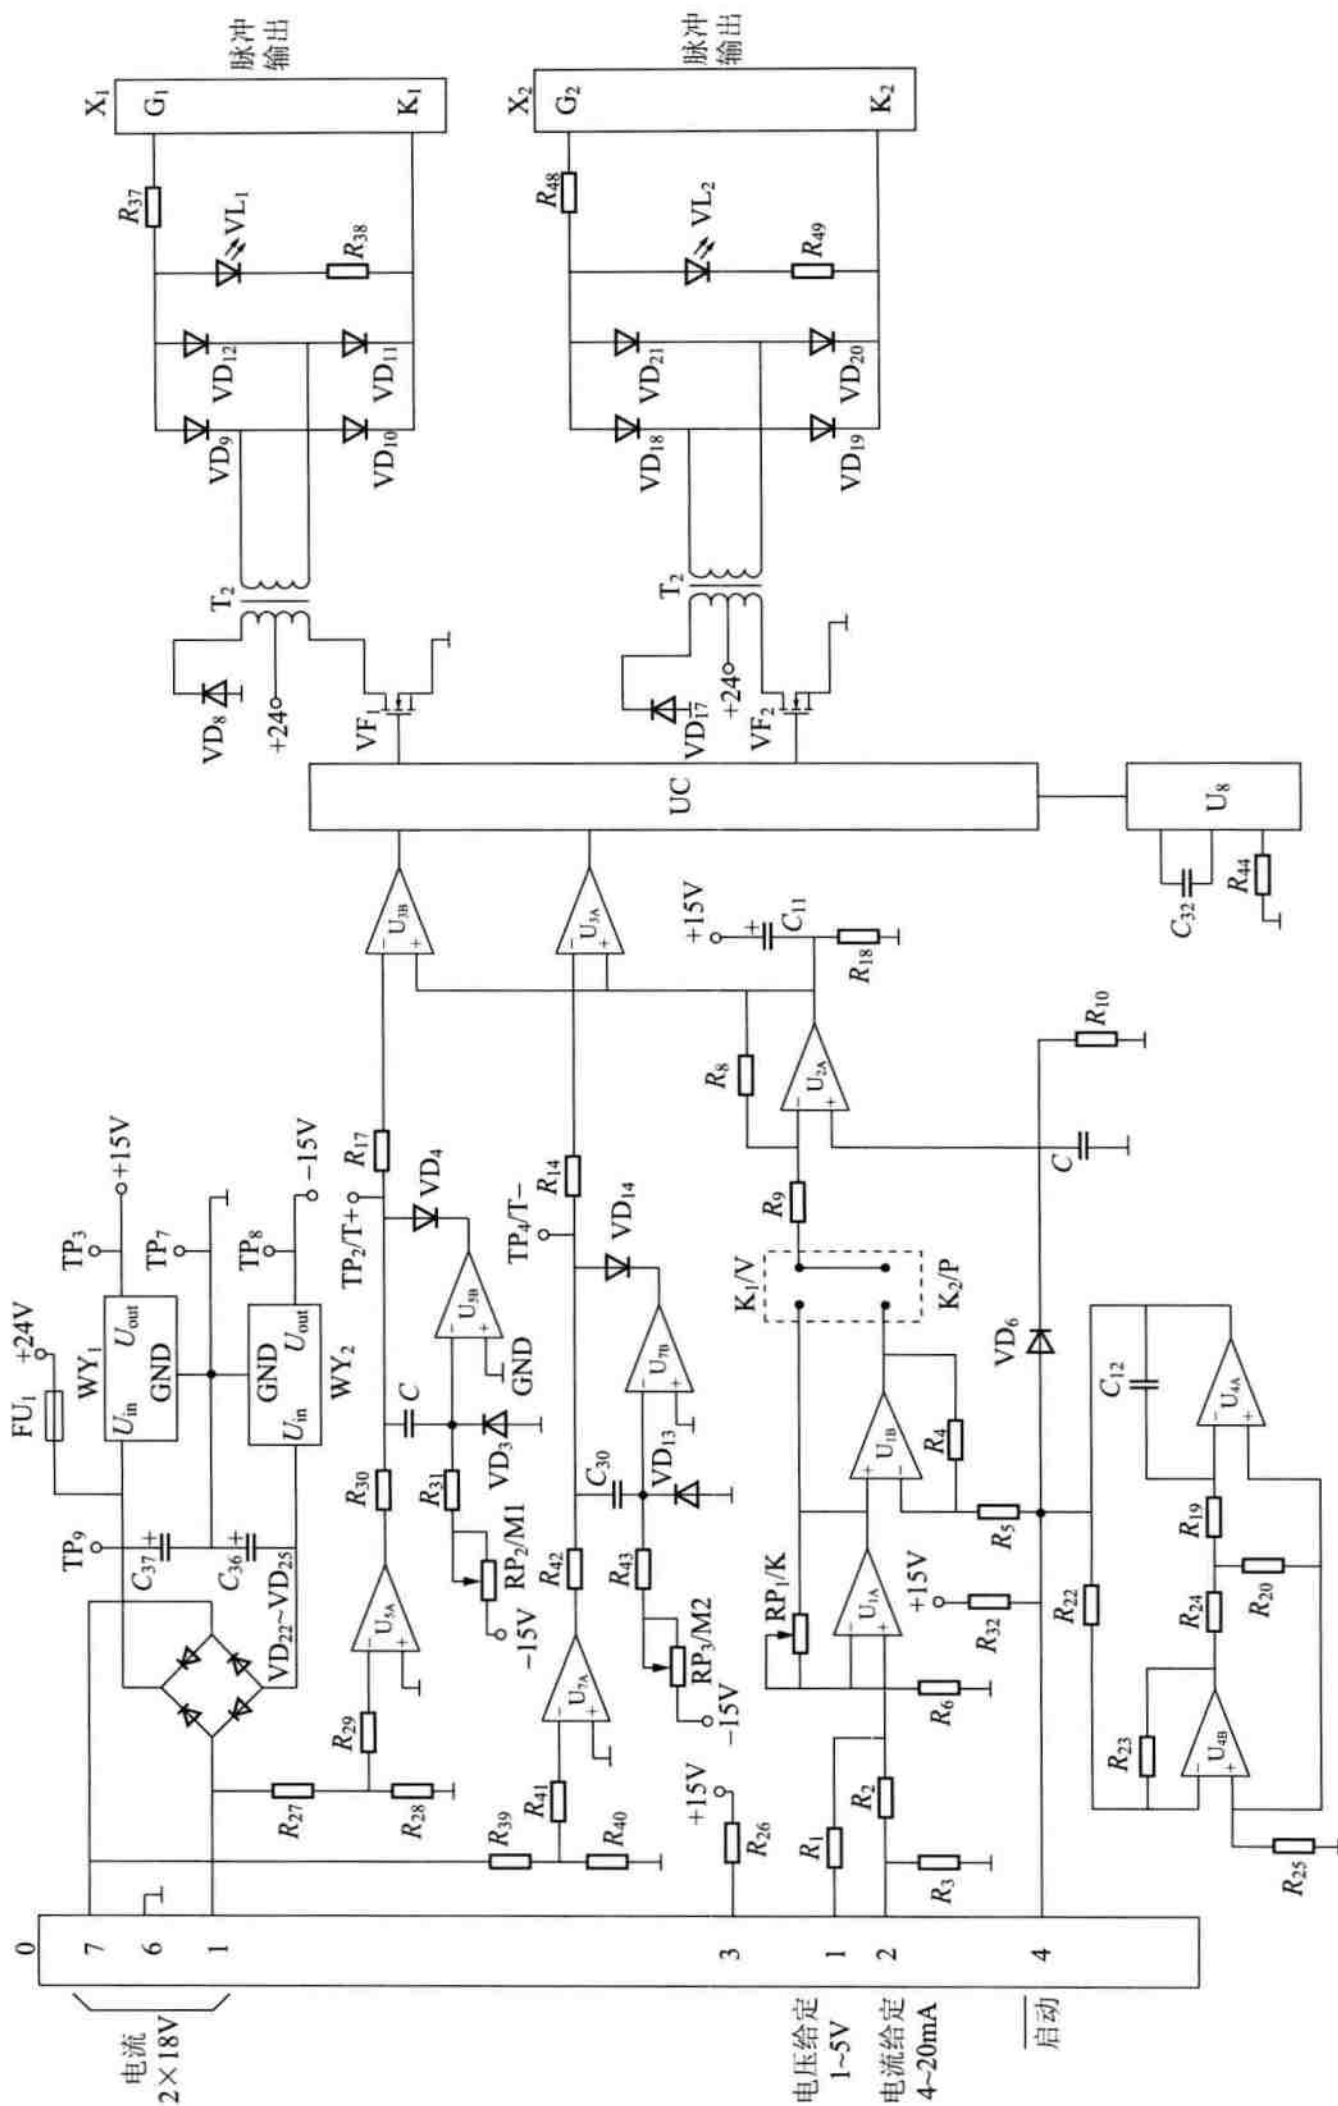 0
7
6
1
3
1
2
4
电流
2×18V
电压给定
1~5V
电流给定
4~20mA
启动
FU₁
+24V
TP₉
TP₃
+15V
TP₇
TP₈
−15V
WY₁
U_in
U_out
GND
GND
U_in
U_out
WY₂
C₃₇
+
C₃₆
+
VD₂₂~VD₂₅
R₂₇
R₂₈
R₂₉
U₅A
−
+
R₃₀
TP₂/T+
R₁₇
C
R₃₁
RP₂/M1
−15V
VD₃
GND
U₅B
−
+
VD₄
R₃₉
R₄₀
R₄₁
U₇A
−
+
R₄₂
TP₄/T−
R₁₄
C₃₀
R₄₃
RP₃/M2
−15V
VD₁₃
U₇B
−
+
VD₁₄
U₃B
−
+
U₃A
−
+
+15V
R₂₆
R₁
R₂
R₃
R₆
RP₁/K
U₁A
−
+
+15V
R₃₂
U₁B
+
−
R₄
R₅
K₁/V
K₂/P
R₉
R₈
U₂A
−
+
+15V
+
C₁₁
R₁₈
VD₆
C
R₁₀
R₂₂
R₂₃
U₄B
−
+
R₂₅
R₂₄
R₂₀
R₁₉
C₁₂
U₄A
−
+
UC
U₈
C₃₂
R₄₄
VD₈
+24
T₂
VF₁
VD₉
VD₁₂
VD₁₀
VD₁₁
VL₁
R₃₈
R₃₇
X₁
G₁
K₁
脉冲
输出
VD₁₇
+24
T₂
VF₂
VD₁₈
VD₂₁
VD₁₉
VD₂₀
VL₂
R₄₉
R₄₈
X₂
G₂
K₂
脉冲
输出